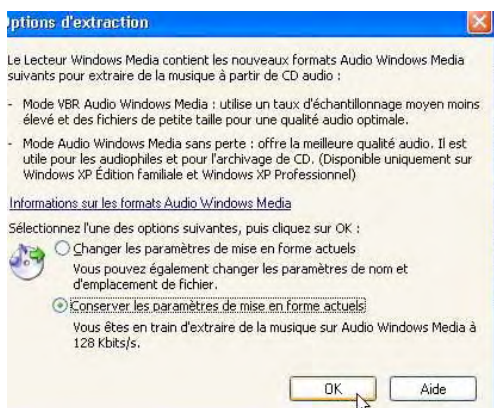 ptions d'extraction
Le Lecteur Windows Media contient les nouveaux formats Audio Windows Media
suivants pour extraire de la musique à partir de CD audio :
- Mode VBR Audio Windows Media : utilise un taux d'échantillonnage moyen moins
élevé et des fichiers de petite taille pour une qualité audio optimale.
- Mode Audio Windows Media sans perte : offre la meilleure qualité audio. Il est
utile pour les audiophiles et pour l'archivage de CD. (Disponible uniquement sur
Windows XP Édition familiale et Windows XP Professionnel)
Informations sur les formats Audio Windows Media
Sélectionnez l'une des options suivantes, puis cliquez sur OK :
Changer les paramètres de mise en forme actuels
Vous pouvez également changer les paramètres de nom et
d'emplacement de fichier.
Conserver les paramètres de mise en forme actuels
Vous êtes en train d'extraire de la musique sur Audio Windows Media à
128 Kbits/s.
OK
Aide